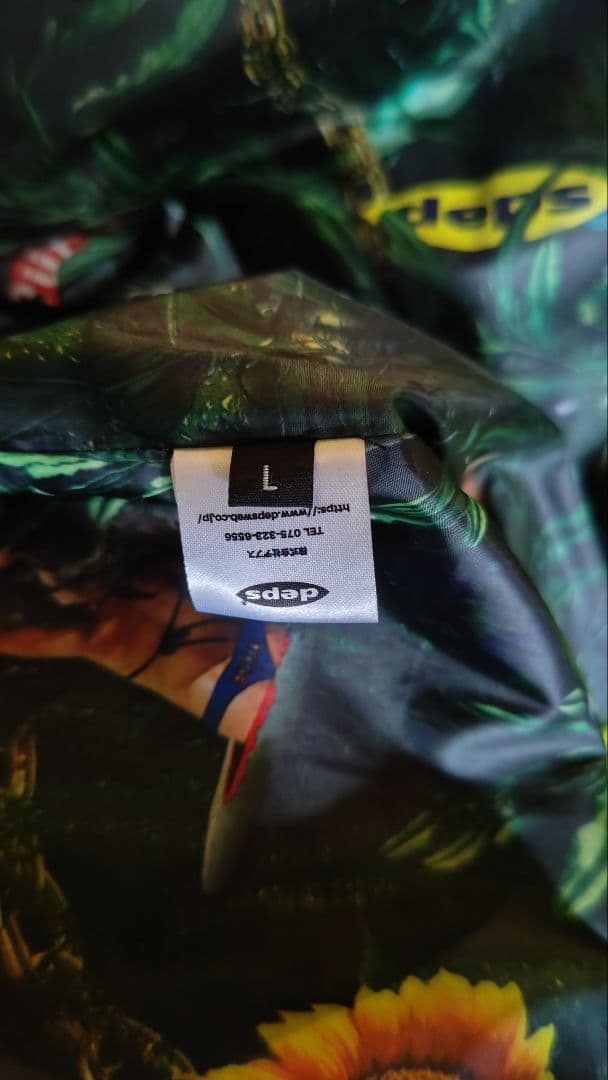 deps
deps
株式会社デプス
TEL 075-323-6556
https://www.depsweb.co.jp/
L